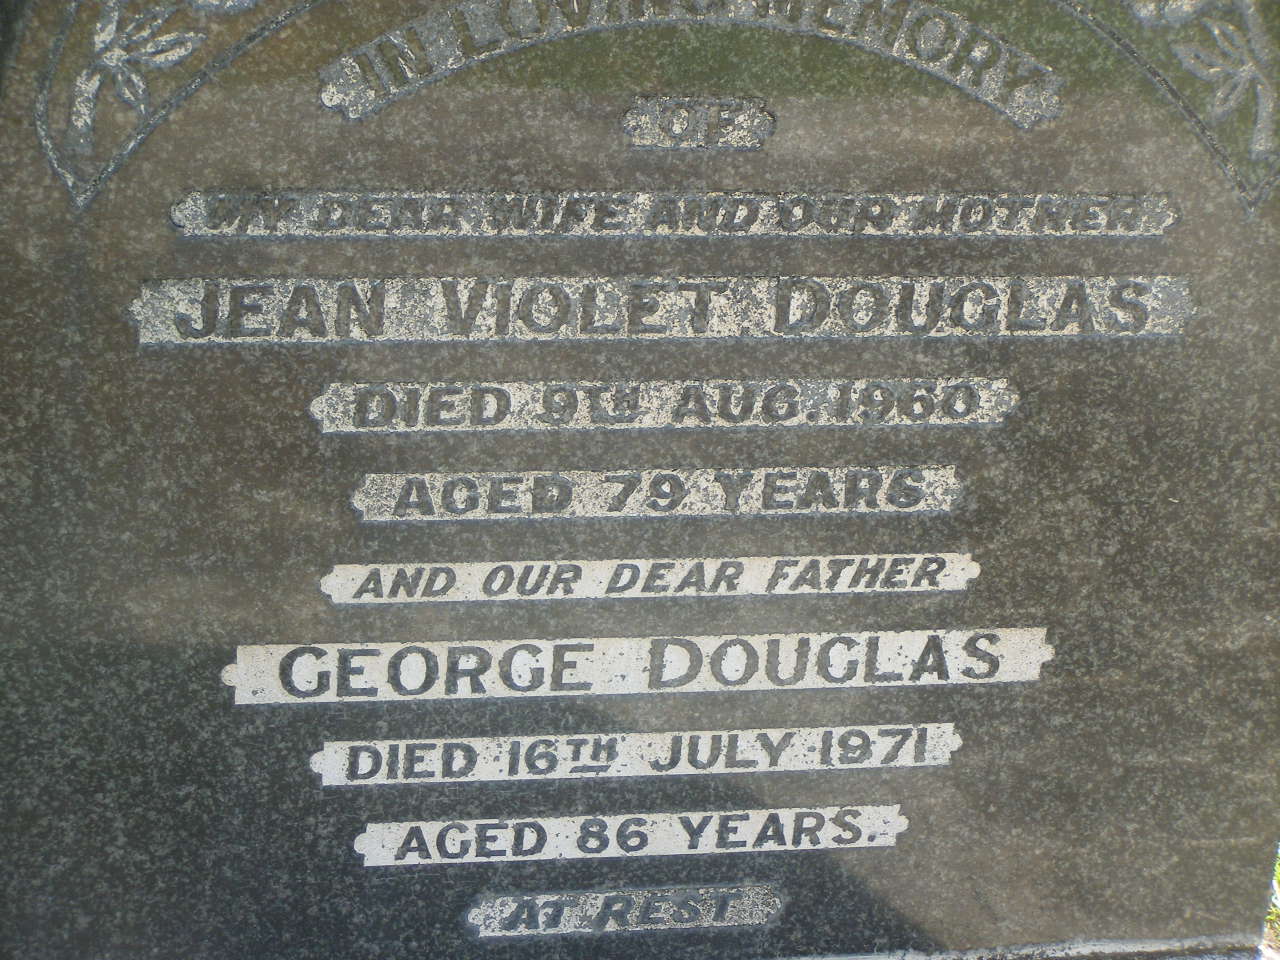 IN LOVING MEMORY
OF
MY DEAR WIFE AND OUR MOTHER
JEAN VIOLET DOUGLAS
DIED 9TH AUG. 1960
AGED 79 YEARS
AND OUR DEAR FATHER
GEORGE DOUGLAS
DIED 16TH JULY 1971
AGED 86 YEARS.
AT REST